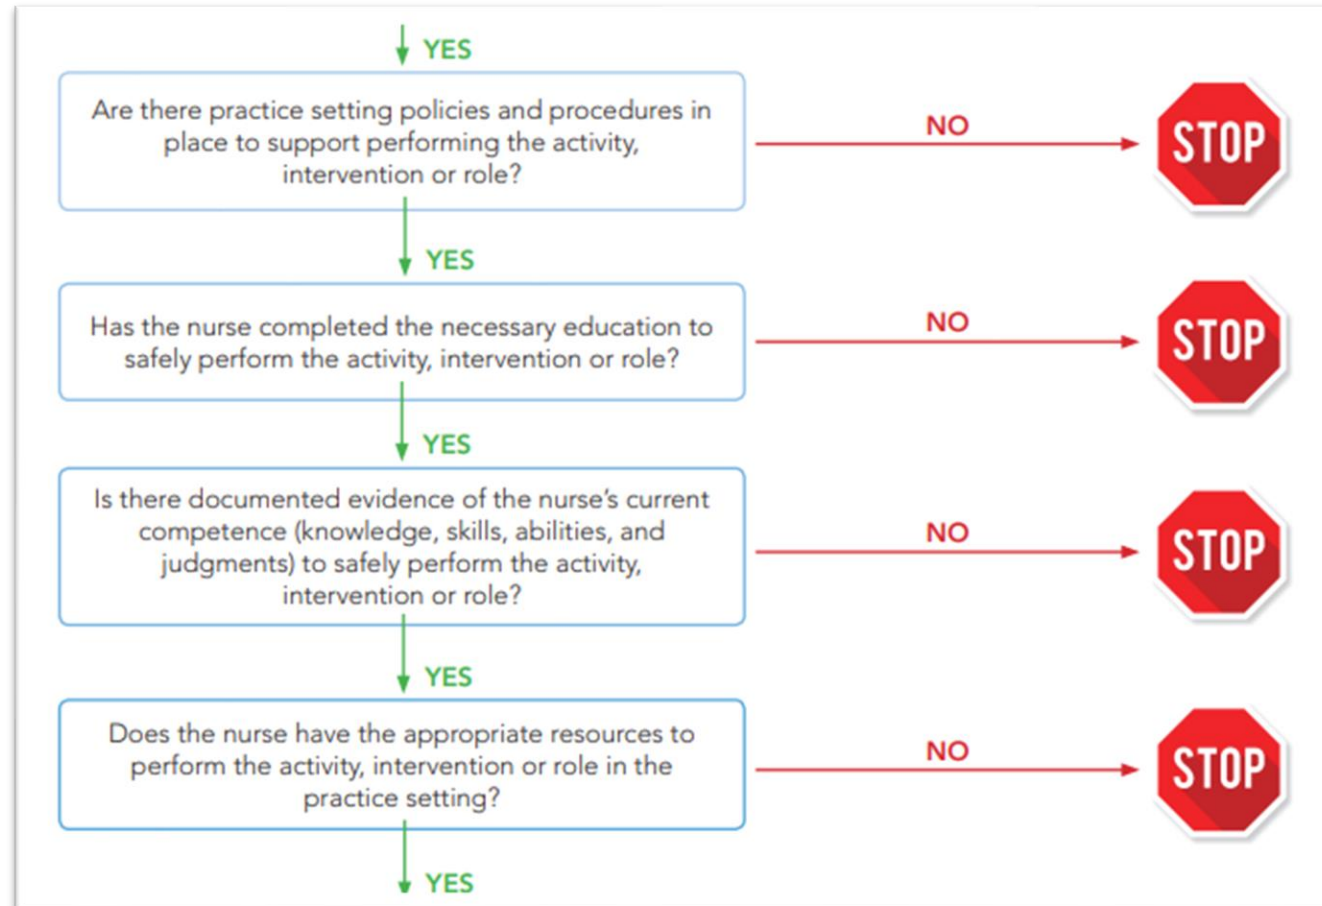 YES
Are there practice setting policies and procedures in
place to support performing the activity,
intervention or role?
NO
STOP
YES
Has the nurse completed the necessary education to
safely perform the activity, intervention or role?
NO
STOP
YES
Is there documented evidence of the nurse's current
competence (knowledge, skills, abilities, and
judgments) to safely perform the activity,
intervention or role?
NO
STOP
YES
Does the nurse have the appropriate resources to
perform the activity, intervention or role in the
practice setting?
NO
STOP
YES